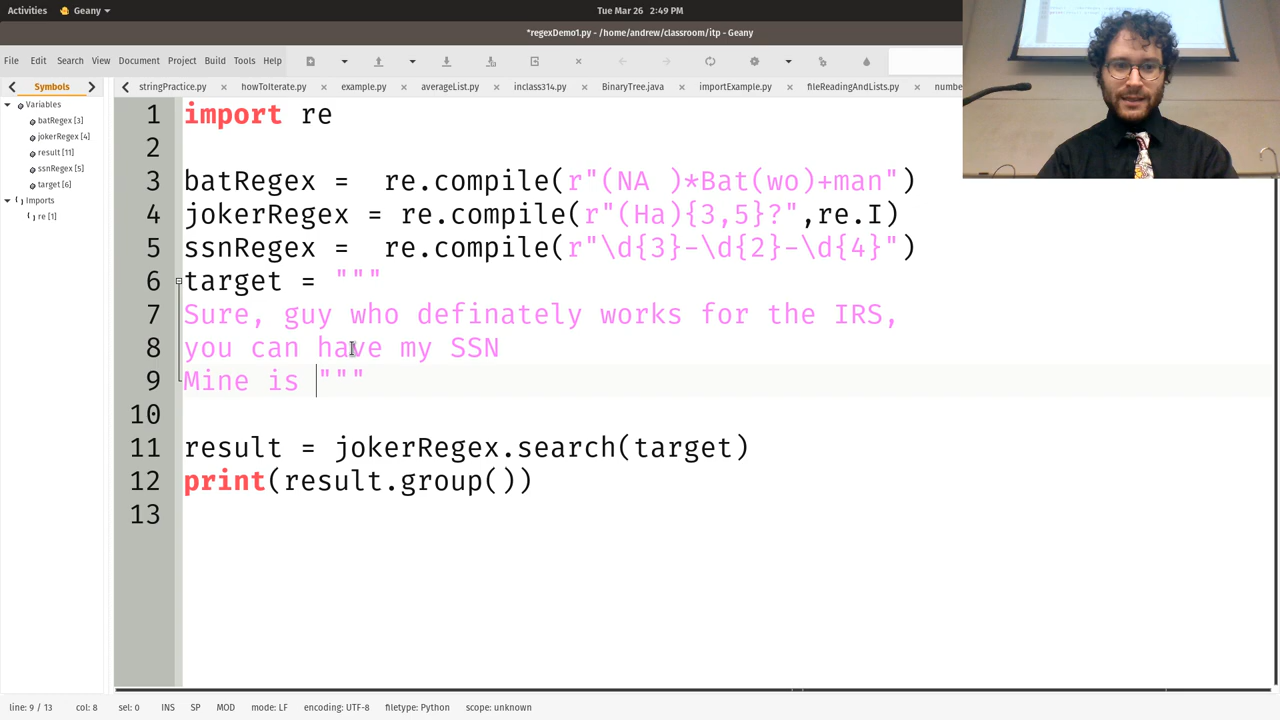 Activities Geany Tue Mar 26 2:49 PM
*regexDemo1.py - /home/andrew/classroom/itp - Geany
File Edit Search View Document Project Build Tools Help
Symbols stringPractice.py howToIterate.py example.py averageList.py inclass314.py BinaryTree.java importExample.py fileReadingAndLists.py numbe
Variables
batRegex [3]
jokerRegex [4]
result [11]
ssnRegex [5]
target [6]
Imports
re [1]
1 import re
2
3 batRegex =  re.compile(r"(NA )*Bat(wo)+man")
4 jokerRegex = re.compile(r"(Ha){3,5}?",re.I)
5 ssnRegex =  re.compile(r"\d{3}-\d{2}-\d{4}")
6 target = """
7 Sure, guy who definately works for the IRS,
8 you can have my SSN
9 Mine is """
10
11 result = jokerRegex.search(target)
12 print(result.group())
13
line: 9 / 13 col: 8 sel: 0 INS SP MOD mode: LF encoding: UTF-8 filetype: Python scope: unknown